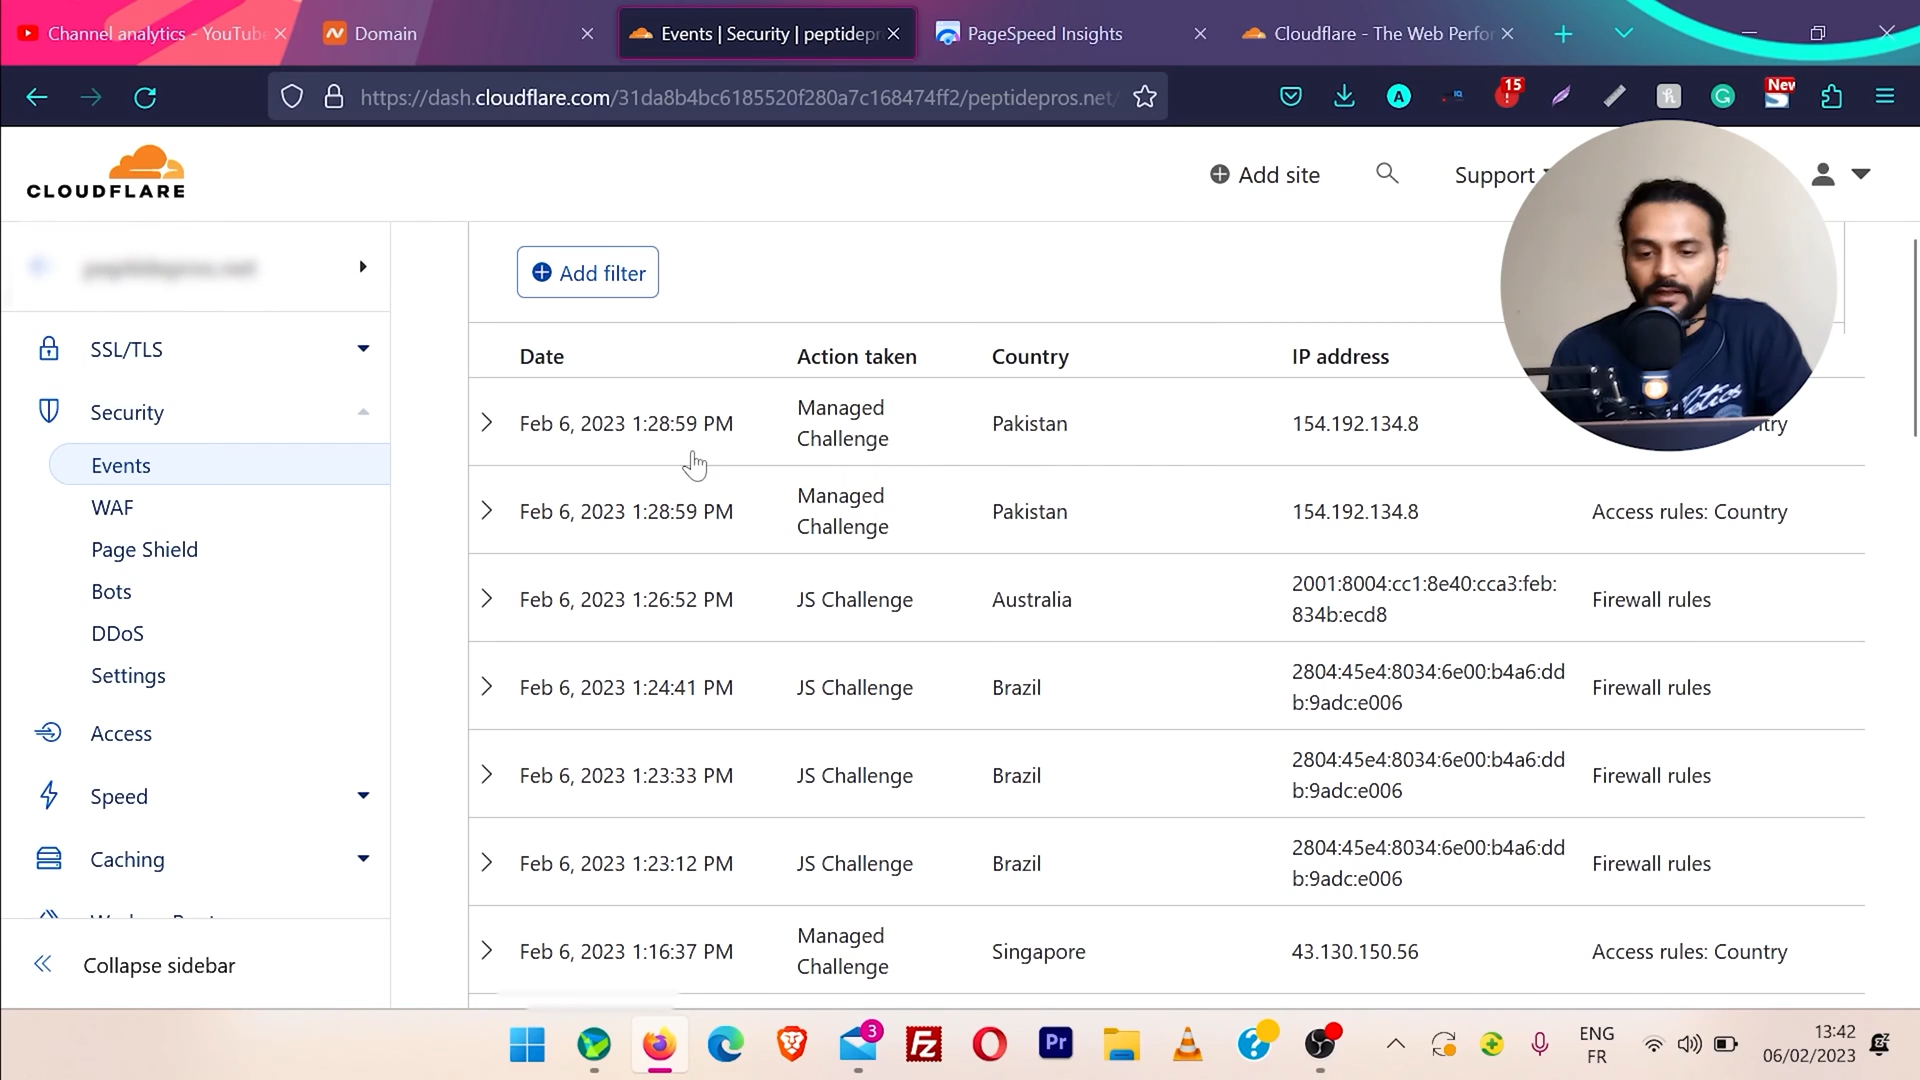 Channel analytics - YouTube
Domain
Events | Security | peptidepr
PageSpeed Insights
Cloudflare - The Web Perfor
https://dash.cloudflare.com/31da8b4bc6185520f280a7c168474ff2/peptidepros.net/
IQ
A
15
h
G
New
S
CLOUDFLARE
Add site
Support
peptidepros.net
Add filter
SSL/TLS
Security
Events
WAF
Page Shield
Bots
DDoS
Settings
Access
Speed
Caching
Collapse sidebar
Date Action taken Country IP address
Feb 6, 2023 1:28:59 PM Managed Challenge Pakistan 154.192.134.8
Feb 6, 2023 1:28:59 PM Managed Challenge Pakistan 154.192.134.8 Access rules: Country
Feb 6, 2023 1:26:52 PM JS Challenge Australia 2001:8004:cc1:8e40:cca3:feb:834b:ecd8 Firewall rules
Feb 6, 2023 1:24:41 PM JS Challenge Brazil 2804:45e4:8034:6e00:b4a6:ddb:9adc:e006 Firewall rules
Feb 6, 2023 1:23:33 PM JS Challenge Brazil 2804:45e4:8034:6e00:b4a6:ddb:9adc:e006 Firewall rules
Feb 6, 2023 1:23:12 PM JS Challenge Brazil 2804:45e4:8034:6e00:b4a6:ddb:9adc:e006 Firewall rules
Feb 6, 2023 1:16:37 PM Managed Challenge Singapore 43.130.150.56 Access rules: Country
3
Fz
Pr
ENG
FR
13:42
06/02/2023